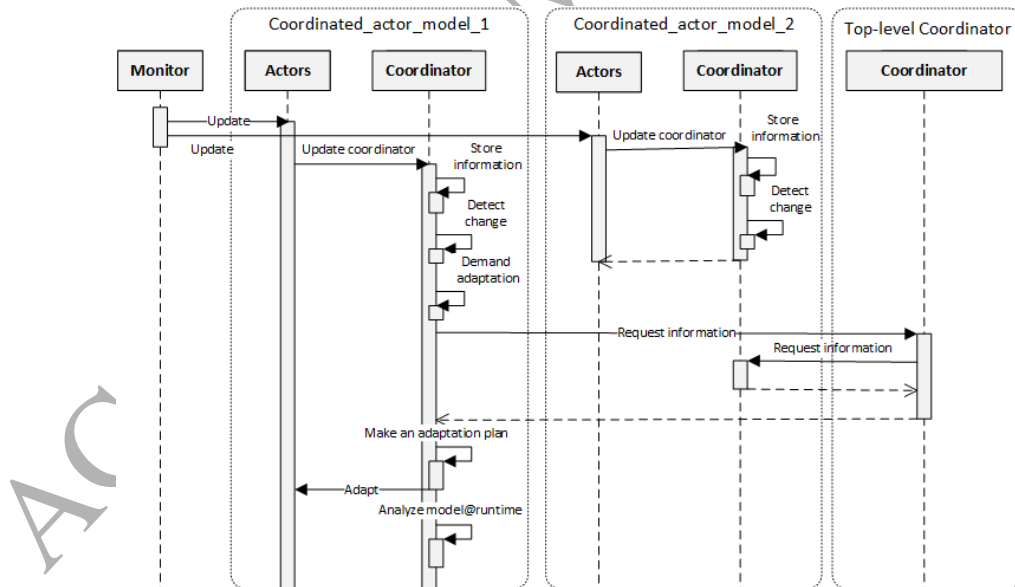 Coordinated_actor_model_1
Coordinated_actor_model_2
Top-level Coordinator
Monitor
Actors
Coordinator
Actors
Coordinator
Coordinator
Update
Update
Update coordinator
Store
information
Detect
change
Demand
adaptation
Update coordinator
Store
information
Detect
change
Request information
Request information
Make an adaptation plan
Adapt
Analyze model@runtime
AC